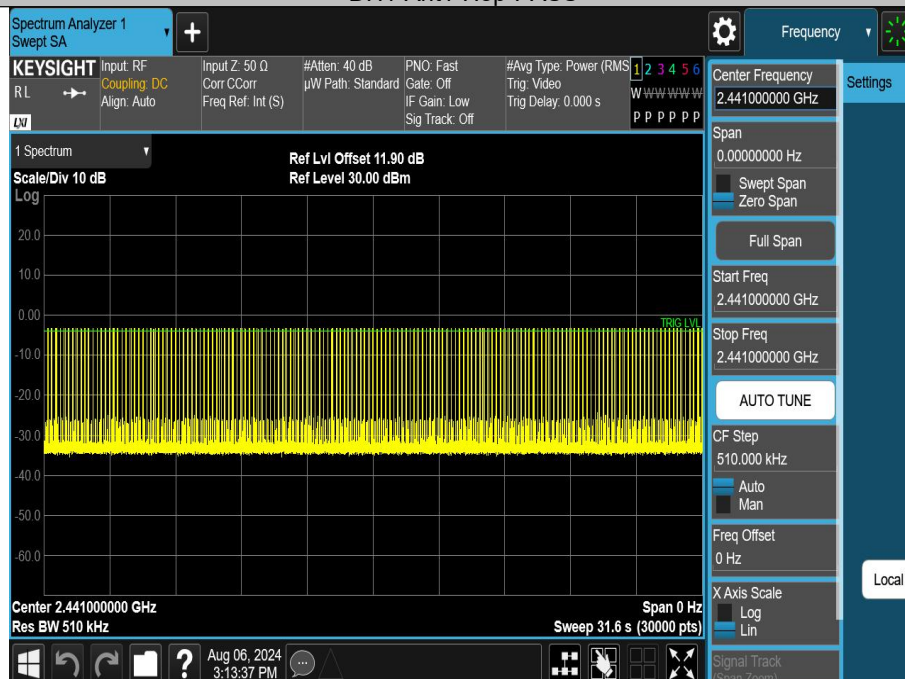 Spectrum Analyzer 1
Swept SA
Frequency
KEYSIGHT
RL
LXI
Input: RF
Coupling: DC
Align: Auto
Input Z: 50 Ω
Corr CCorr
Freq Ref: Int (S)
#Atten: 40 dB
µW Path: Standard
PNO: Fast
Gate: Off
IF Gain: Low
Sig Track: Off
#Avg Type: Power (RMS
Trig: Video
Trig Delay: 0.000 s
1 2 3 4 5 6
W W W W W W
P P P P P P
1 Spectrum
Scale/Div 10 dB
Ref Lvl Offset 11.90 dB
Ref Level 30.00 dBm
Log
20.0
10.0
0.00
-10.0
-20.0
-30.0
-40.0
-50.0
-60.0
TRIG LVL
Center 2.441000000 GHz
Res BW 510 kHz
Span 0 Hz
Sweep 31.6 s (30000 pts)
Center Frequency
2.441000000 GHz
Settings
Span
0.00000000 Hz
Swept Span
Zero Span
Full Span
Start Freq
2.441000000 GHz
Stop Freq
2.441000000 GHz
AUTO TUNE
CF Step
510.000 kHz
Auto
Man
Freq Offset
0 Hz
Local
X Axis Scale
Log
Lin
Signal Track
(Span Zoom)
?
Aug 06, 2024
3:13:37 PM